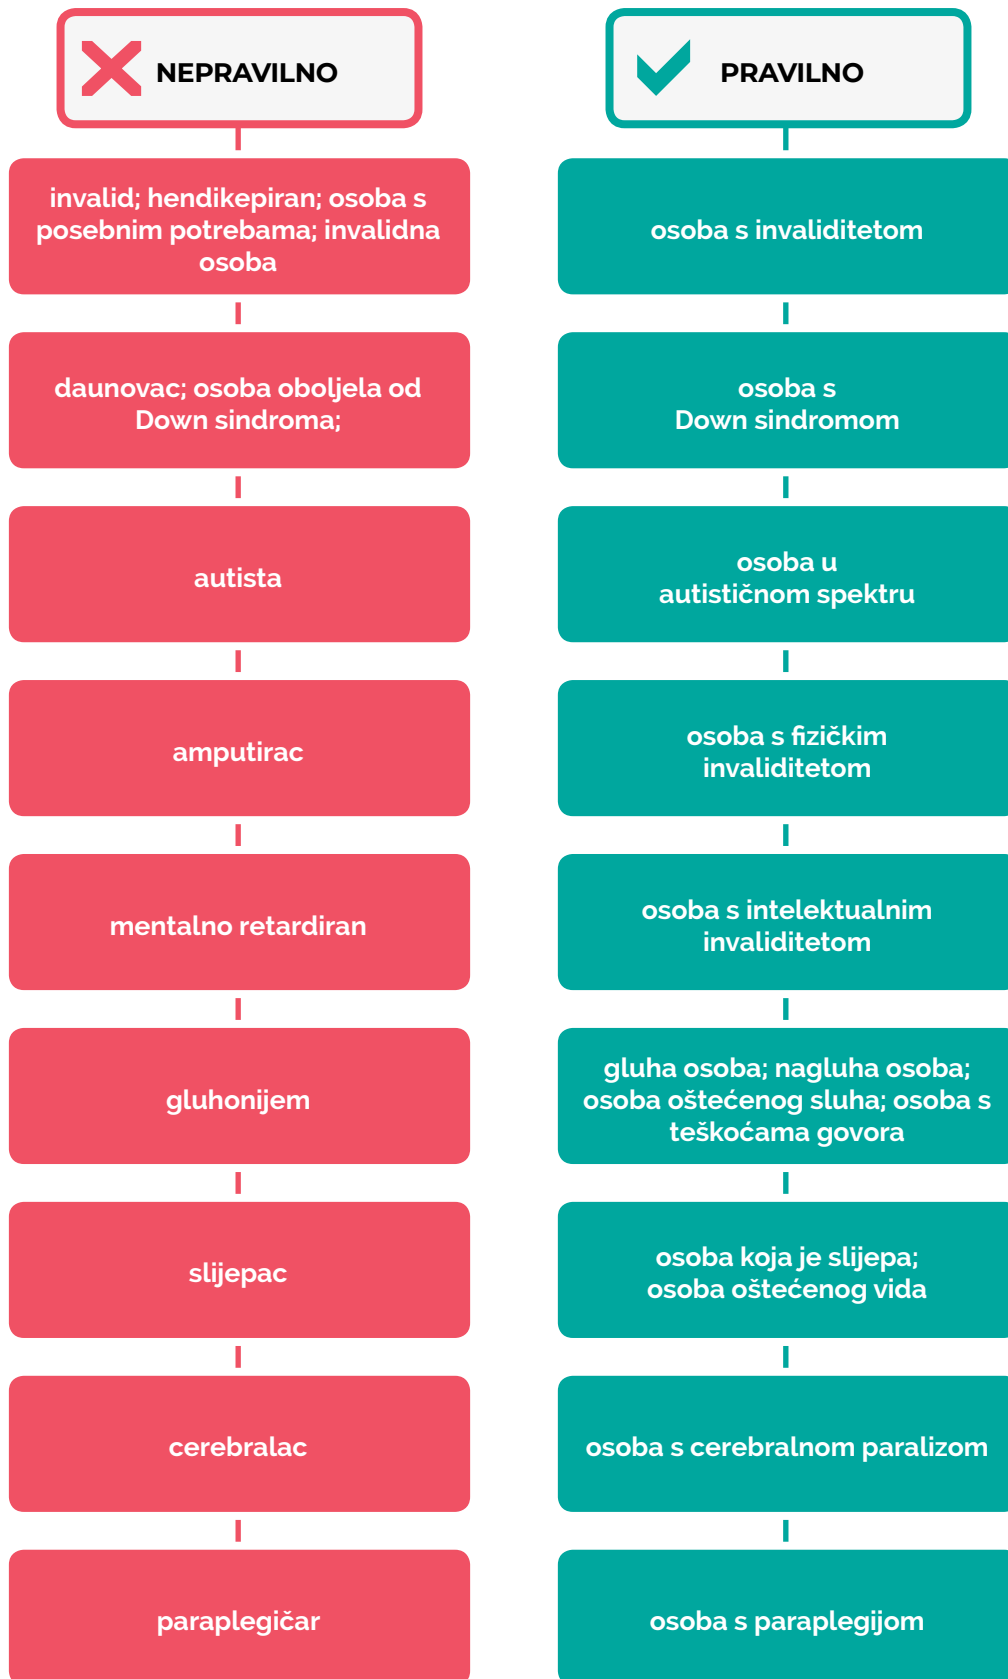 NEPRAVILNO
invalid; hendikepiran; osoba s
posebnim potrebama; invalidna
osoba
daunovac; osoba oboljela od
Down sindroma;
autista
amputirac
mentalno retardiran
gluhonijem
slijepac
cerebralac
paraplegičar
PRAVILNO
osoba s invaliditetom
osoba s
Down sindromom
osoba u
autističnom spektru
osoba s fizičkim
invaliditetom
osoba s intelektualnim
invaliditetom
gluha osoba; nagluha osoba;
osoba oštećenog sluha; osoba s
teškoćama govora
osoba koja je slijepa;
osoba oštećenog vida
osoba s cerebralnom paralizom
osoba s paraplegijom